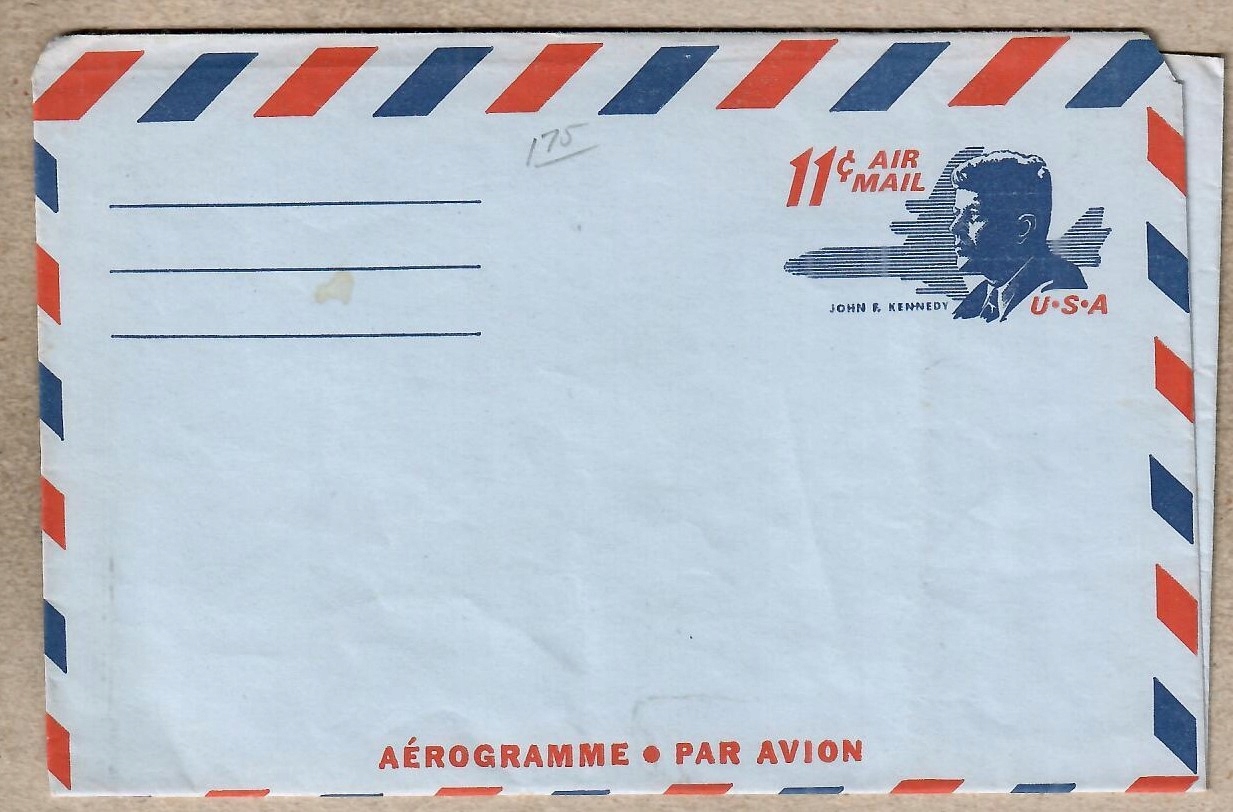 175
11¢ AIR
MAIL
JOHN F. KENNEDY
U•S•A
AÉROGRAMME • PAR AVION